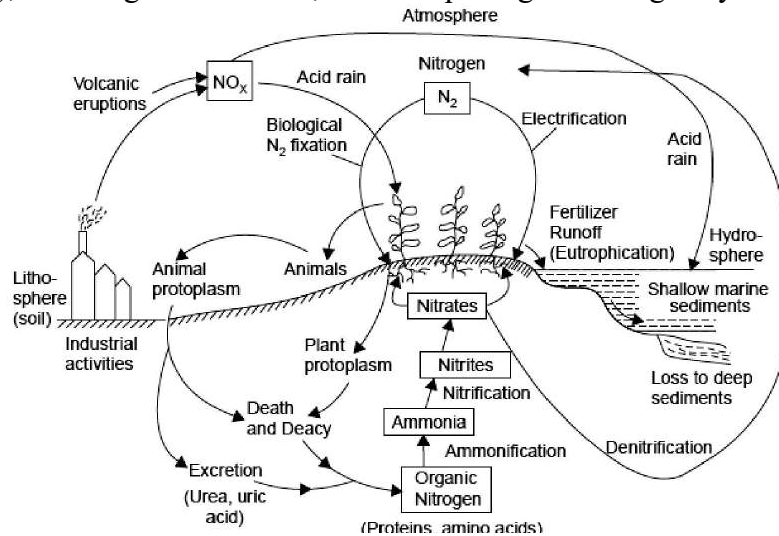 Atmosphere
Volcanic
eruptions
NOx
Acid rain
Nitrogen
N2
Biological
N2 fixation
Electrification
Acid
rain
Fertilizer
Runoff
(Eutrophication)
Hydro-
sphere
Litho-
sphere
(soil)
Animal
protoplasm
Animals
Nitrates
Shallow marine
sediments
Industrial
activities
Plant
protoplasm
Nitrites
Nitrification
Loss to deep
sediments
Death
and Deacy
Ammonia
Ammonification
Denitrification
Excretion
(Urea, uric
acid)
Organic
Nitrogen
(Proteins, amino acids)